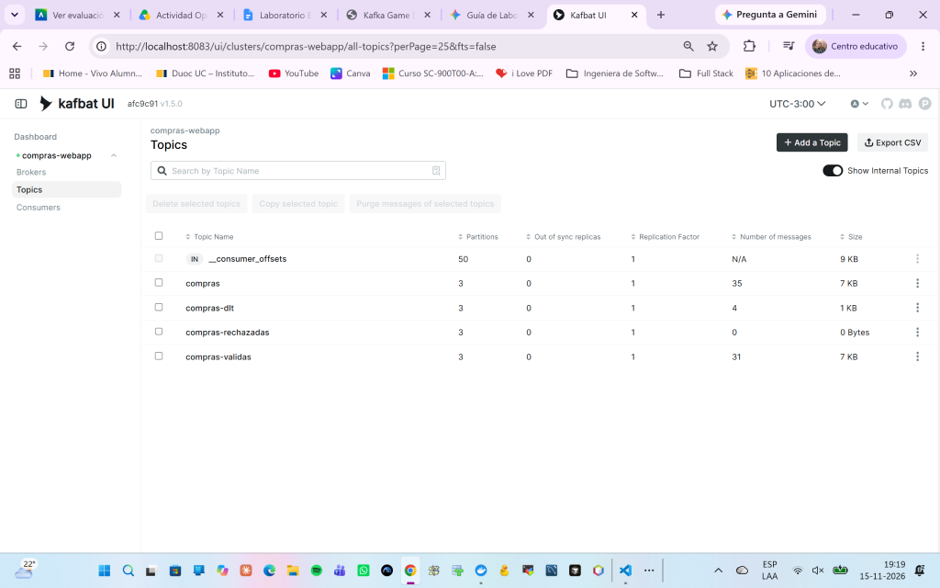 Ver evaluació
Actividad Op
Laboratorio E
Kafka Game
Guía de Labo
Kafbat UI
Pregunta a Gemini
http://localhost:8083/ui/clusters/compras-webapp/all-topics?perPage=25&fts=false
Centro educativo
Home - Vivo Alumn...
Duoc UC – Instituto...
YouTube
Canva
Curso SC-900T00-A:...
i Love PDF
Ingeniera de Softw...
Full Stack
10 Aplicaciones de...
kafbat UI
afc9c91 v1.5.0
UTC-3:00
Dashboard
compras-webapp
Brokers
Topics
Consumers
compras-webapp
Topics
+ Add a Topic
Export CSV
Search by Topic Name
Show Internal Topics
Delete selected topics
Copy selected topic
Purge messages of selected topics
Topic Name Partitions Out of sync replicas Replication Factor Number of messages Size
IN __consumer_offsets 50 0 1 N/A 9 KB
compras 3 0 1 35 7 KB
compras-dlt 3 0 1 4 1 KB
compras-rechazadas 3 0 1 0 0 Bytes
compras-validas 3 0 1 31 7 KB
22°
ESP
LAA
19:19
15-11-2026